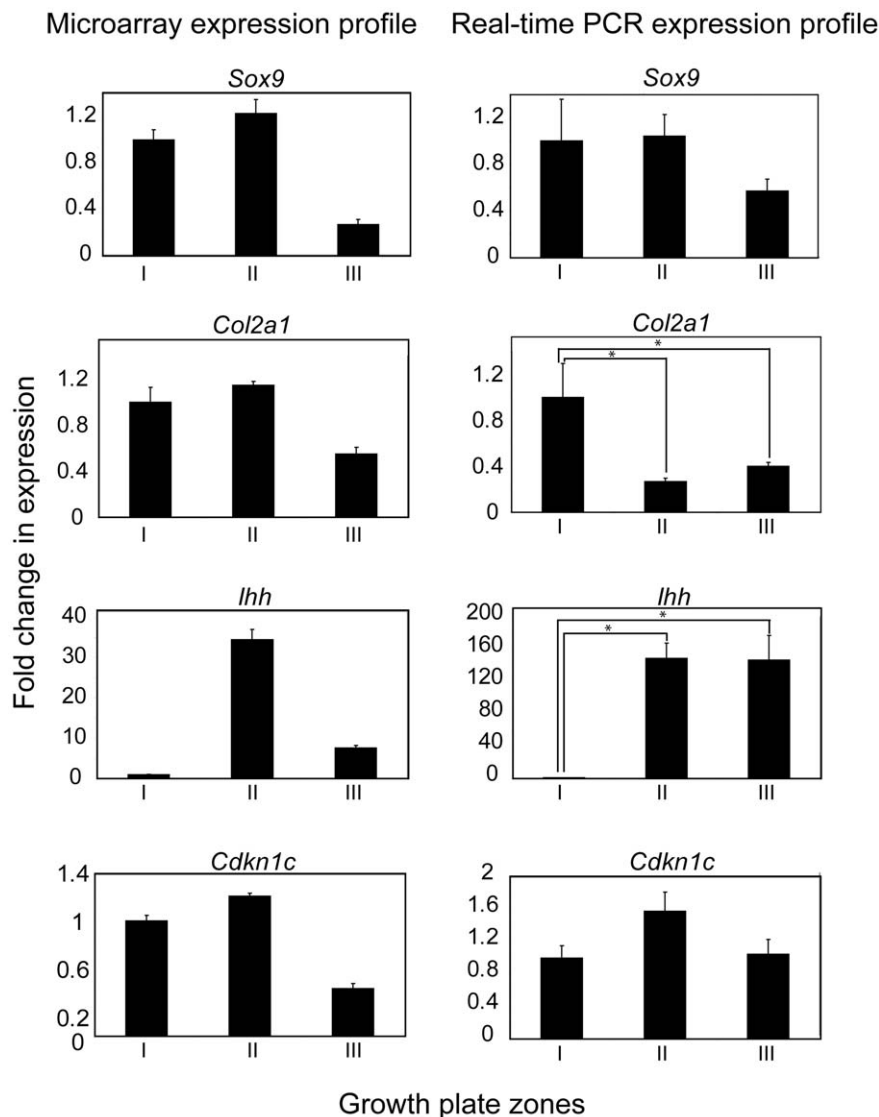 Microarray expression profile Real-time PCR expression profile
Sox9
1.2
0.8
0.4
0
I II III
Sox9
1.2
0.8
0.4
0
I II III
Col2a1
1.2
0.8
0.4
0
I II III
Col2a1
* 
*
1.2
0.8
0.4
0
I II III
Fold change in expression
Ihh
40
30
20
10
0
I II III
Ihh
200
160
120
80
40
0
*
*
I II III
Cdkn1c
1.4
1
0.6
0.2
0
I II III
Cdkn1c
2
1.6
1.2
0.8
0.4
0
I II III
Growth plate zones